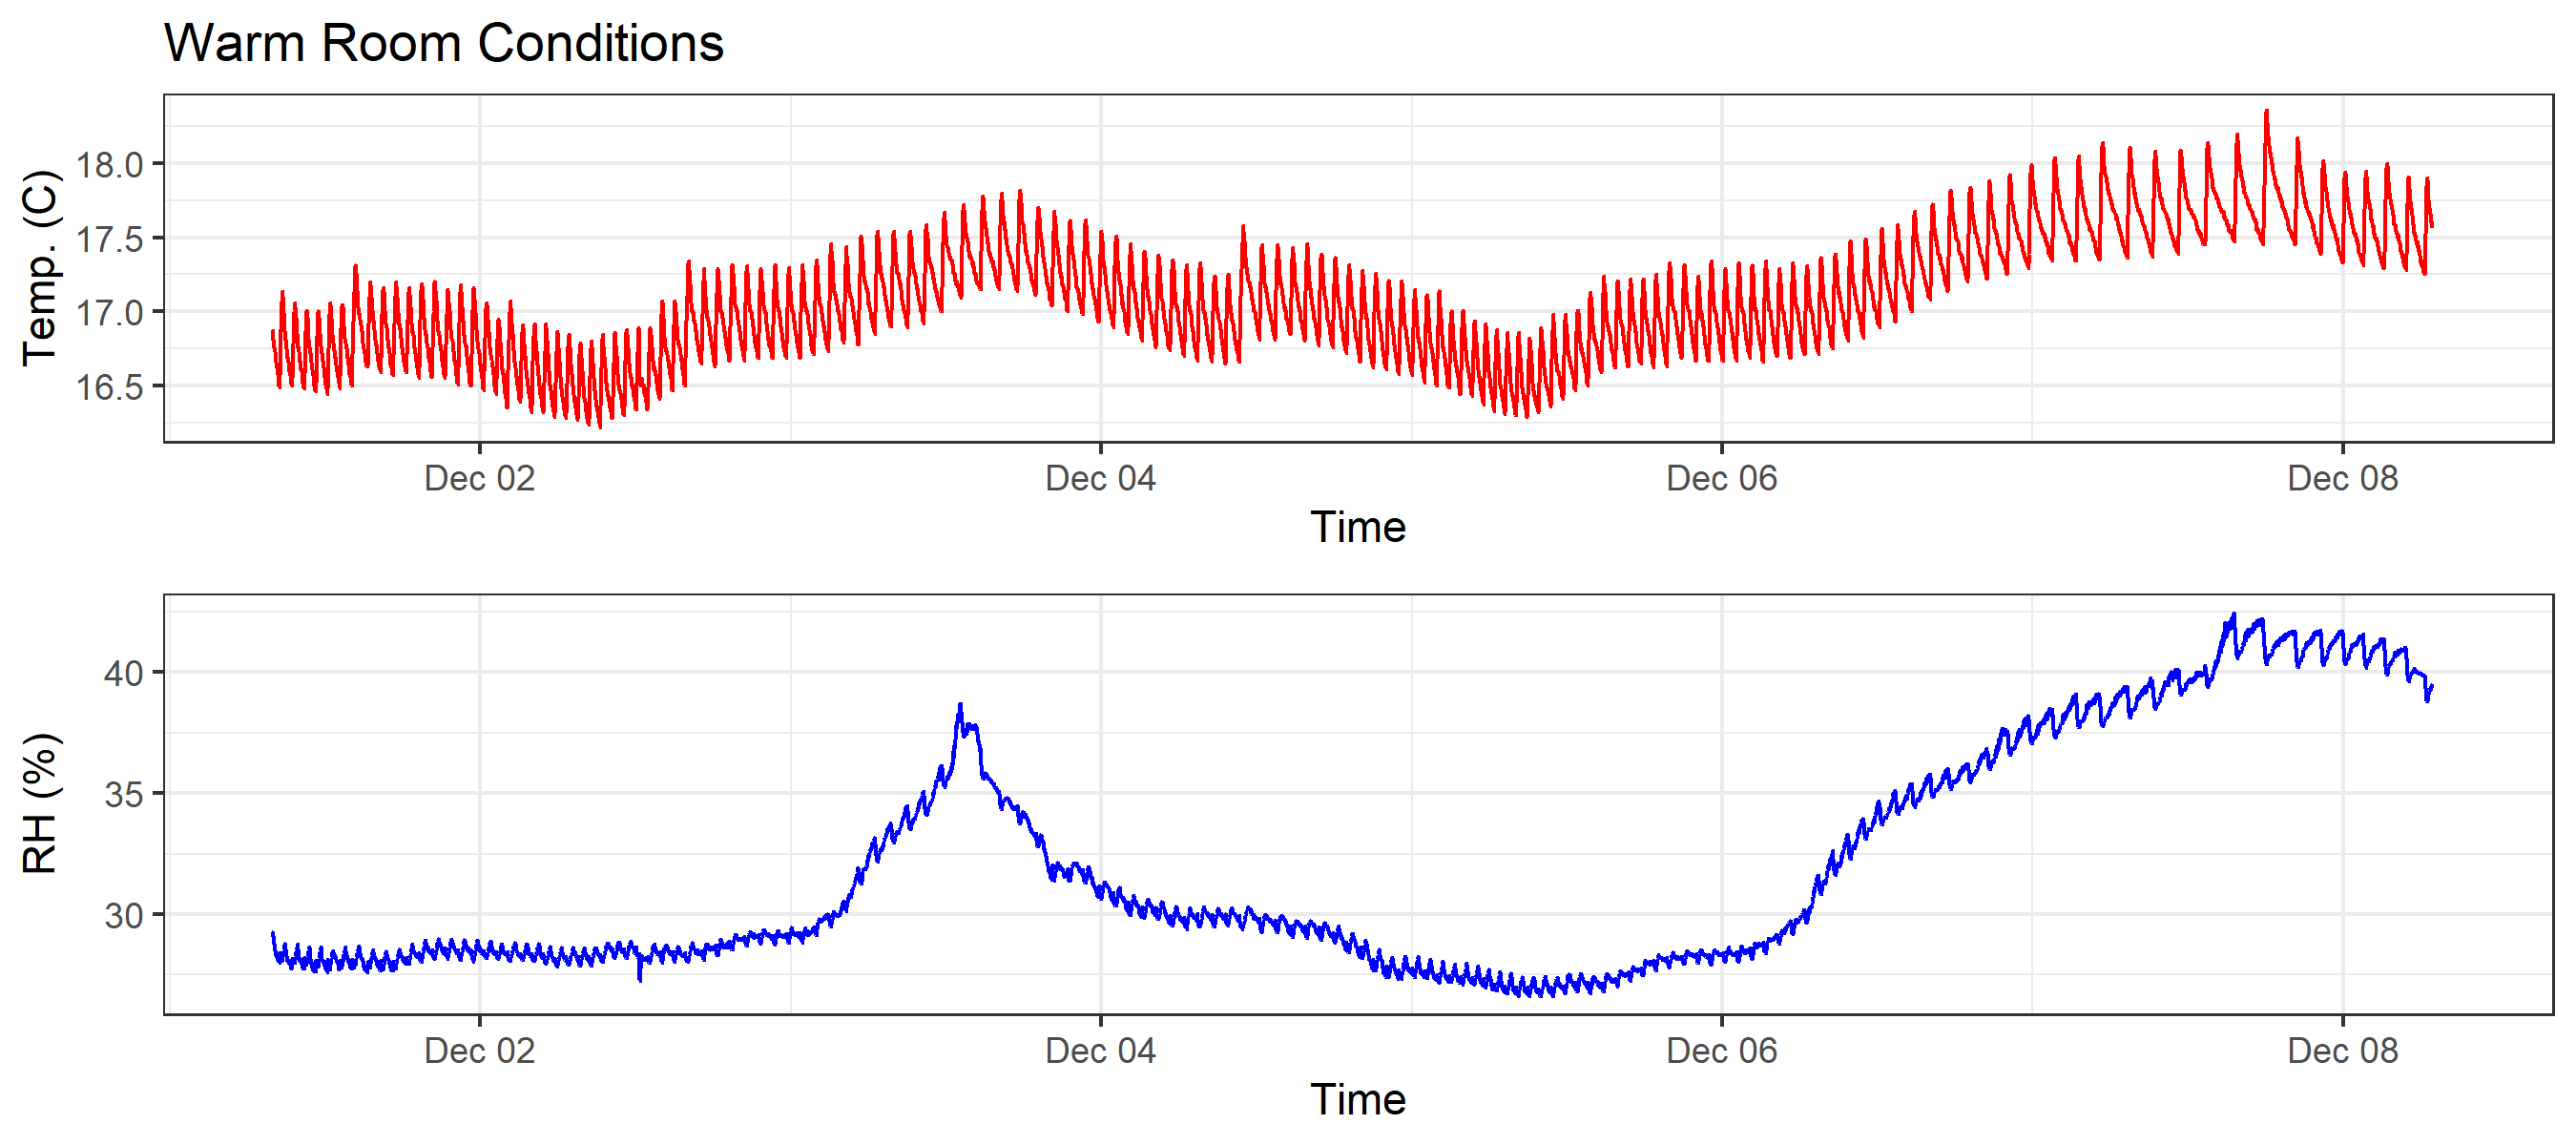 Warm Room Conditions
Temp. (C)
18.0
17.5
17.0
16.5
Dec 02 Dec 04 Dec 06 Dec 08
Time
RH (%)
40
35
30
Dec 02 Dec 04 Dec 06 Dec 08
Time